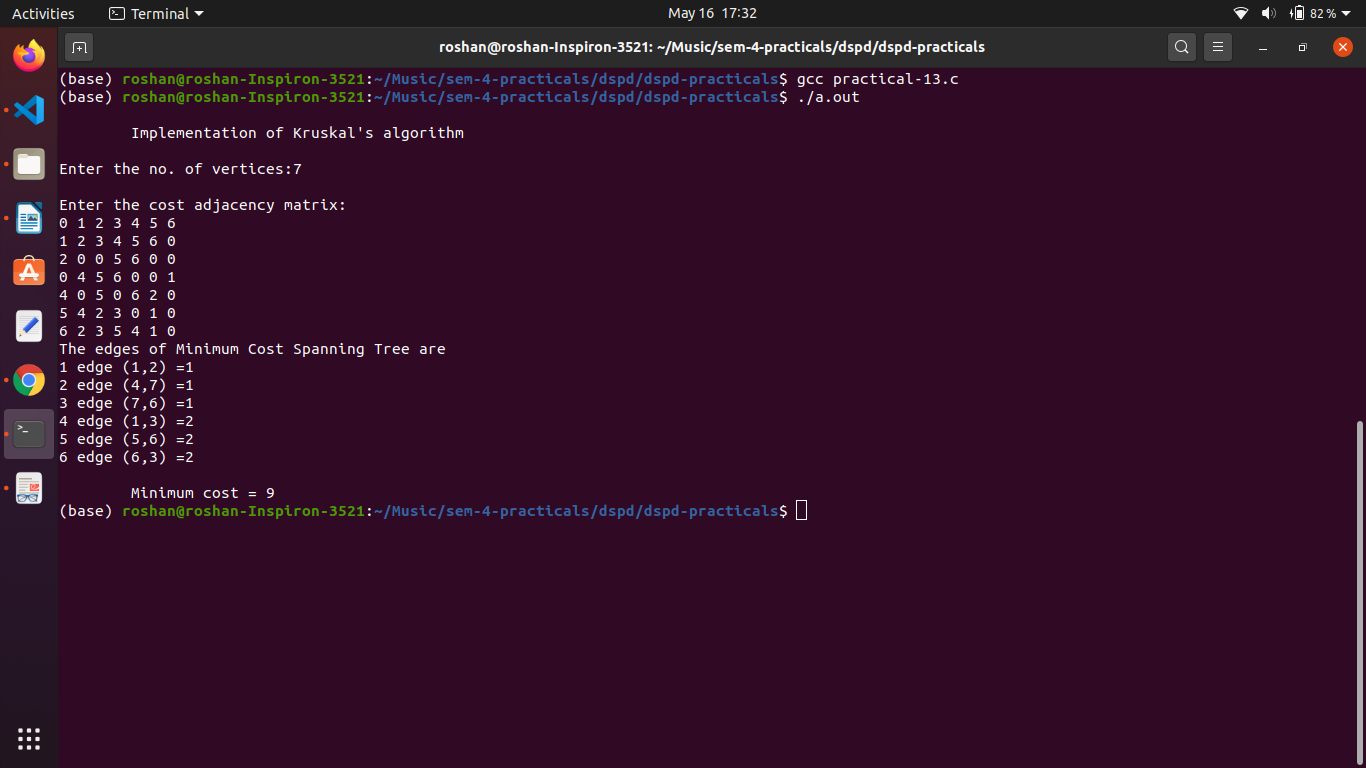 Activities Terminal May 16 17:32 82 %
roshan@roshan-Inspiron-3521: ~/Music/sem-4-practicals/dspd/dspd-practicals
(base) roshan@roshan-Inspiron-3521:~/Music/sem-4-practicals/dspd/dspd-practicals$ gcc practical-13.c
(base) roshan@roshan-Inspiron-3521:~/Music/sem-4-practicals/dspd/dspd-practicals$ ./a.out
Implementation of Kruskal's algorithm
Enter the no. of vertices:7
Enter the cost adjacency matrix:
0 1 2 3 4 5 6
1 2 3 4 5 6 0
2 0 0 5 6 0 0
0 4 5 6 0 0 1
4 0 5 0 6 2 0
5 4 2 3 0 1 0
6 2 3 5 4 1 0
The edges of Minimum Cost Spanning Tree are
1 edge (1,2) =1
2 edge (4,7) =1
3 edge (7,6) =1
4 edge (1,3) =2
5 edge (5,6) =2
6 edge (6,3) =2
Minimum cost = 9
(base) roshan@roshan-Inspiron-3521:~/Music/sem-4-practicals/dspd/dspd-practicals$